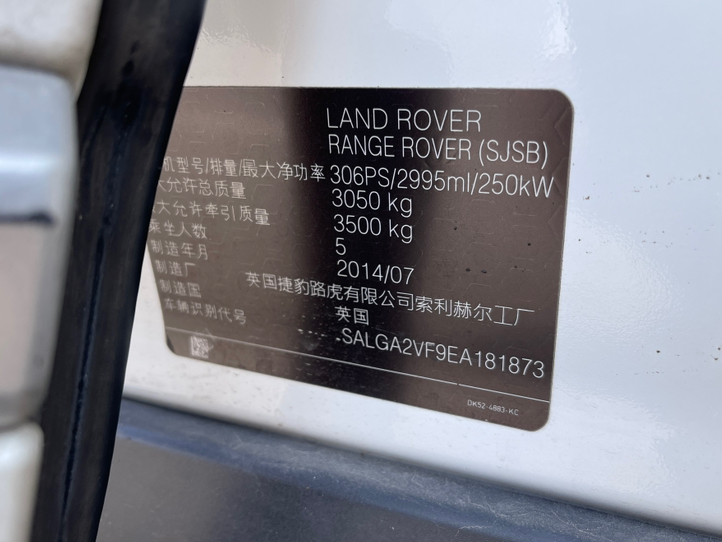 LAND ROVER
RANGE ROVER (SJSB)
机型号/排量/最大净功率 306PS/2995ml/250kW
大允许总质量 3050 kg
大允许牵引质量 3500 kg
乘坐人数 5
制造年月 2014/07
制造厂 英国捷豹路虎有限公司索利赫尔工厂
制造国 英国
车辆识别代号 SALGA2VF9EA181873
DK52-4883-KC